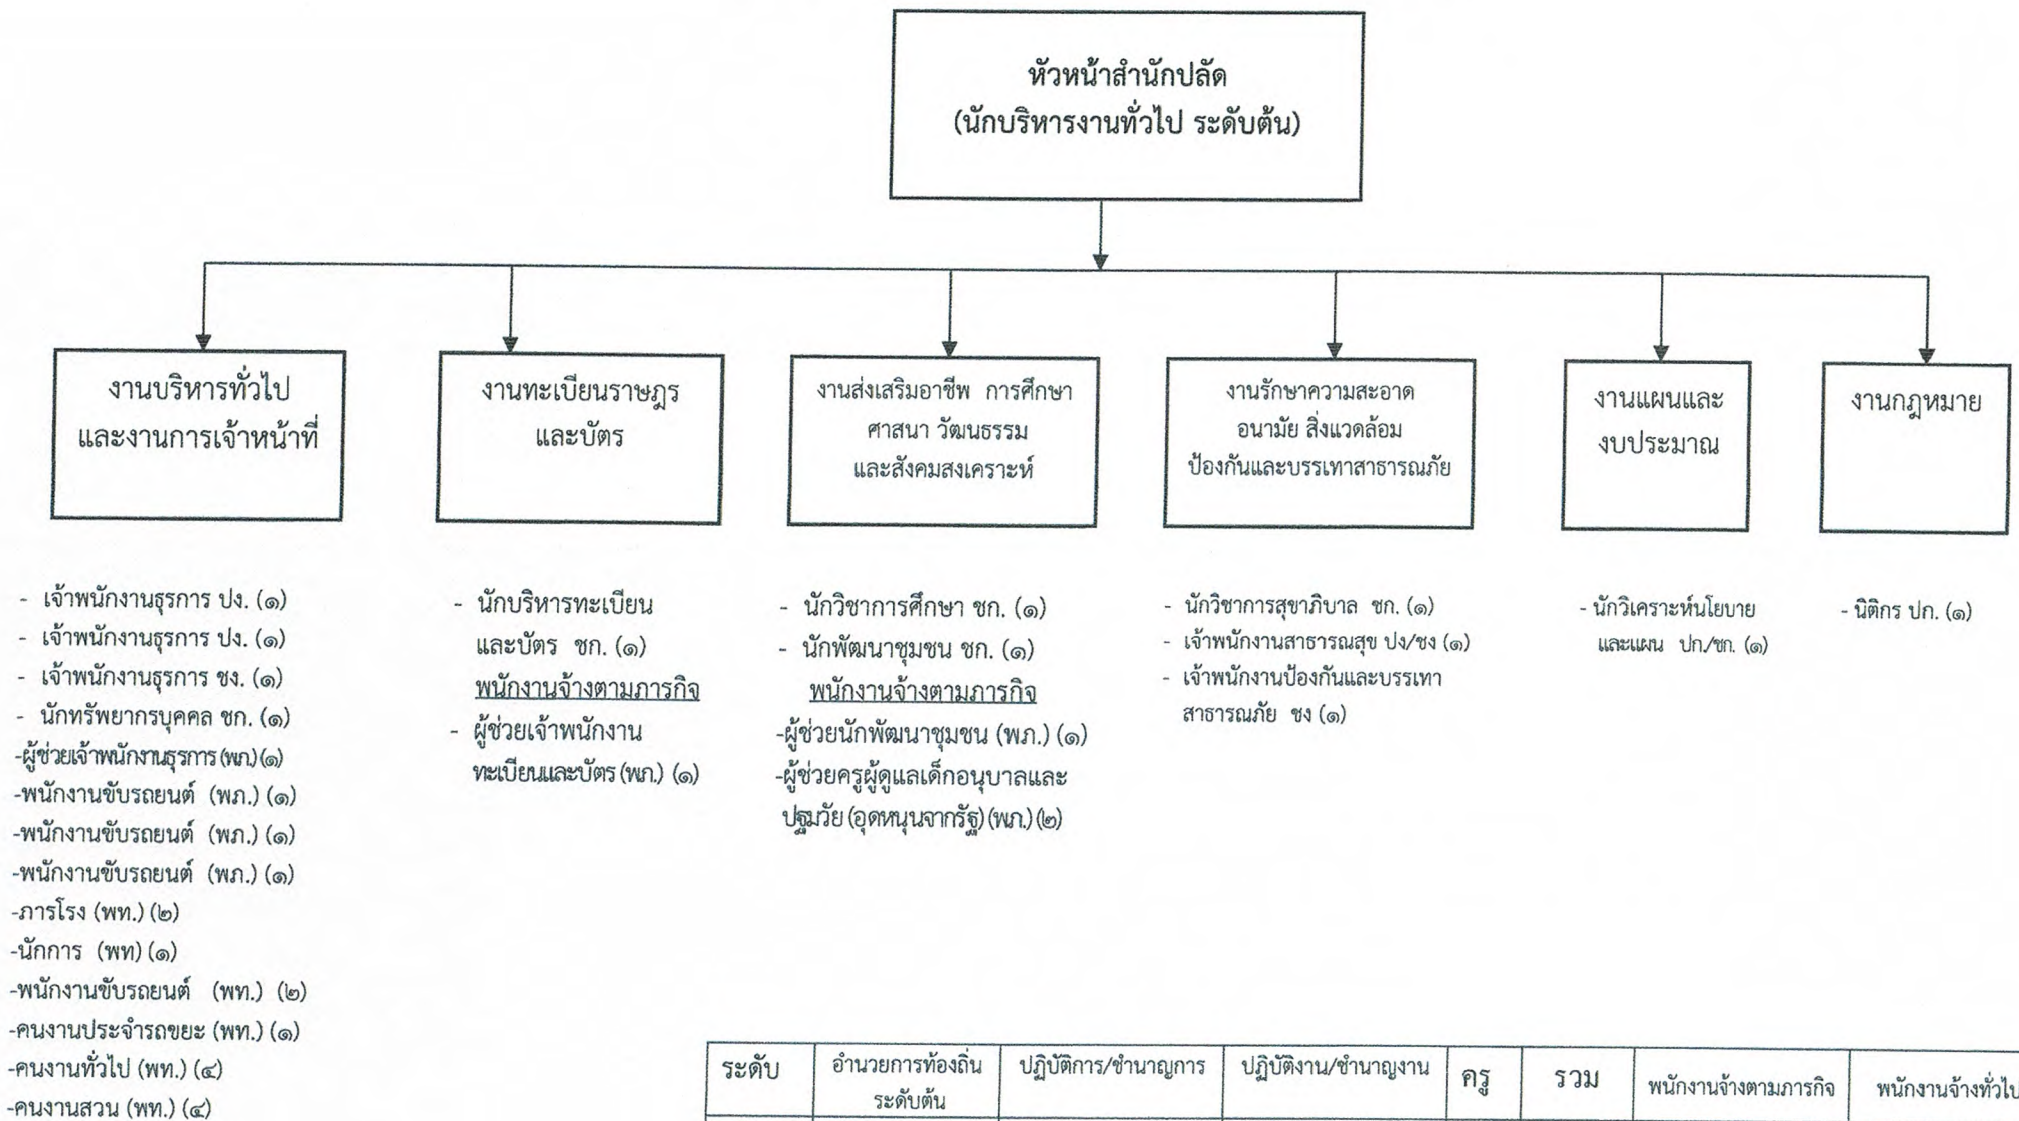 หัวหน้าสำนักปลัด
(นักบริหารงานทั่วไป ระดับต้น)
งานบริหารทั่วไป
และงานการเจ้าหน้าที่
งานทะเบียนราษฎร
และบัตร
งานส่งเสริมอาชีพ การศึกษา
ศาสนา วัฒนธรรม
และสังคมสงเคราะห์
งานรักษาความสะอาด
อนามัย สิ่งแวดล้อม
ป้องกันและบรรเทาสาธารณภัย
งานแผนและ
งบประมาณ
งานกฎหมาย
- เจ้าพนักงานธุรการ ปง. (๑)
- เจ้าพนักงานธุรการ ปง. (๑)
- เจ้าพนักงานธุรการ ชง. (๑)
- นักทรัพยากรบุคคล ชก. (๑)
-ผู้ช่วยเจ้าพนักงานธุรการ (พภ.) (๑)
-พนักงานขับรถยนต์ (พภ.) (๑)
-พนักงานขับรถยนต์ (พภ.) (๑)
-พนักงานขับรถยนต์ (พภ.) (๑)
-ภารโรง (พท.) (๒)
-นักการ (พท) (๑)
-พนักงานขับรถยนต์ (พท.) (๒)
-คนงานประจำรถขยะ (พท.) (๑)
-คนงานทั่วไป (พท.) (๔)
-คนงานสวน (พท.) (๔)
- นักบริหารทะเบียน
และบัตร ชก. (๑)
พนักงานจ้างตามภารกิจ
- ผู้ช่วยเจ้าพนักงาน
ทะเบียนและบัตร (พภ.) (๑)
- นักวิชาการศึกษา ชก. (๑)
- นักพัฒนาชุมชน ชก. (๑)
พนักงานจ้างตามภารกิจ
-ผู้ช่วยนักพัฒนาชุมชน (พภ.) (๑)
-ผู้ช่วยครูผู้ดูแลเด็กอนุบาลและ
ปฐมวัย (อุดหนุนจากรัฐ) (พภ.) (๒)
- นักวิชาการสุขาภิบาล ชก. (๑)
- เจ้าพนักงานสาธารณสุข ปง/ชง (๑)
- เจ้าพนักงานป้องกันและบรรเทา
สาธารณภัย ชง (๑)
- นักวิเคราะห์นโยบาย
และแผน ปก./ชก. (๑)
- นิติกร ปก. (๑)
ระดับ
อำนวยการท้องถิ่น
ระดับต้น
ปฏิบัติการ/ชำนาญการ
ปฏิบัติงาน/ชำนาญงาน
ครู
รวม
พนักงานจ้างตามภารกิจ
พนักงานจ้างทั่วไป